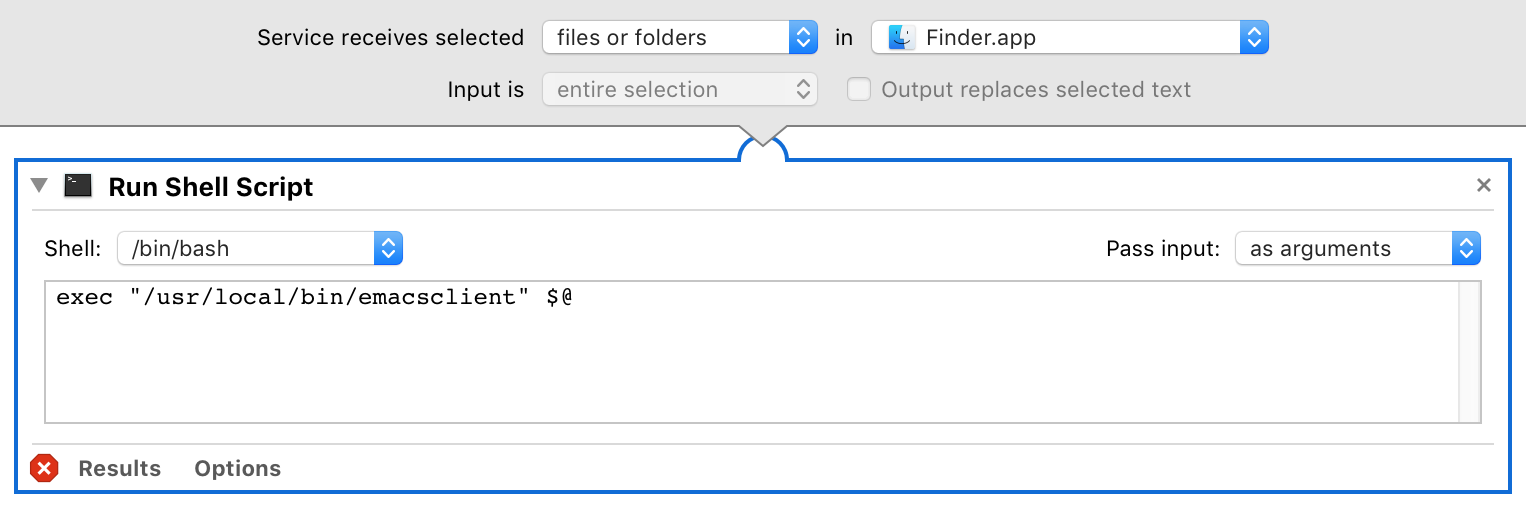 Service receives selected files or folders in Finder.app
Input is entire selection Output replaces selected text
Run Shell Script
Shell: /bin/bash Pass input: as arguments
exec "/usr/local/bin/emacsclient" $@
Results Options